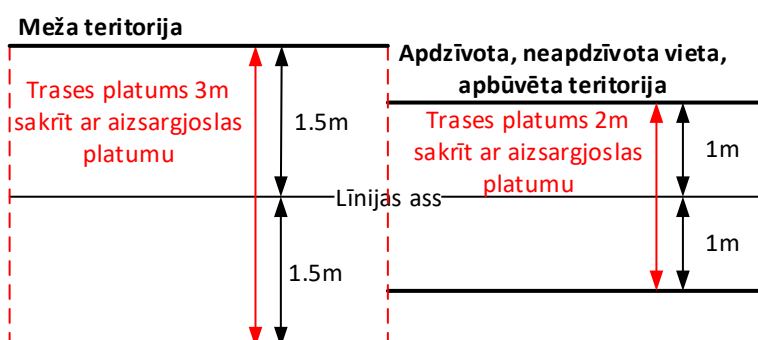 Meža teritorija
Trases platums 3m
sakrīt ar aizsargjoslas
platumu
1.5m
Apdzīvota, neapdzīvota vieta,
apbūvēta teritorija
Trases platums 2m
sakrīt ar aizsargjoslas
platumu
1m
Līnijas ass
1.5m
1m